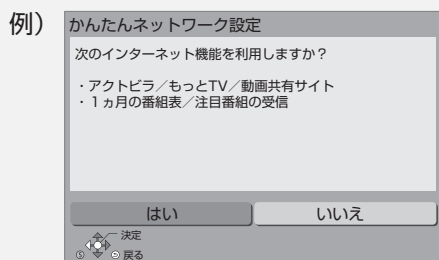 例）
かんたんネットワーク設定
次のインターネット機能を利用しますか？
・アクトビラ／もっとTV／動画共有サイト
・１ヵ月の番組表／注目番組の受信
はい
いいえ
決定
S
戻る